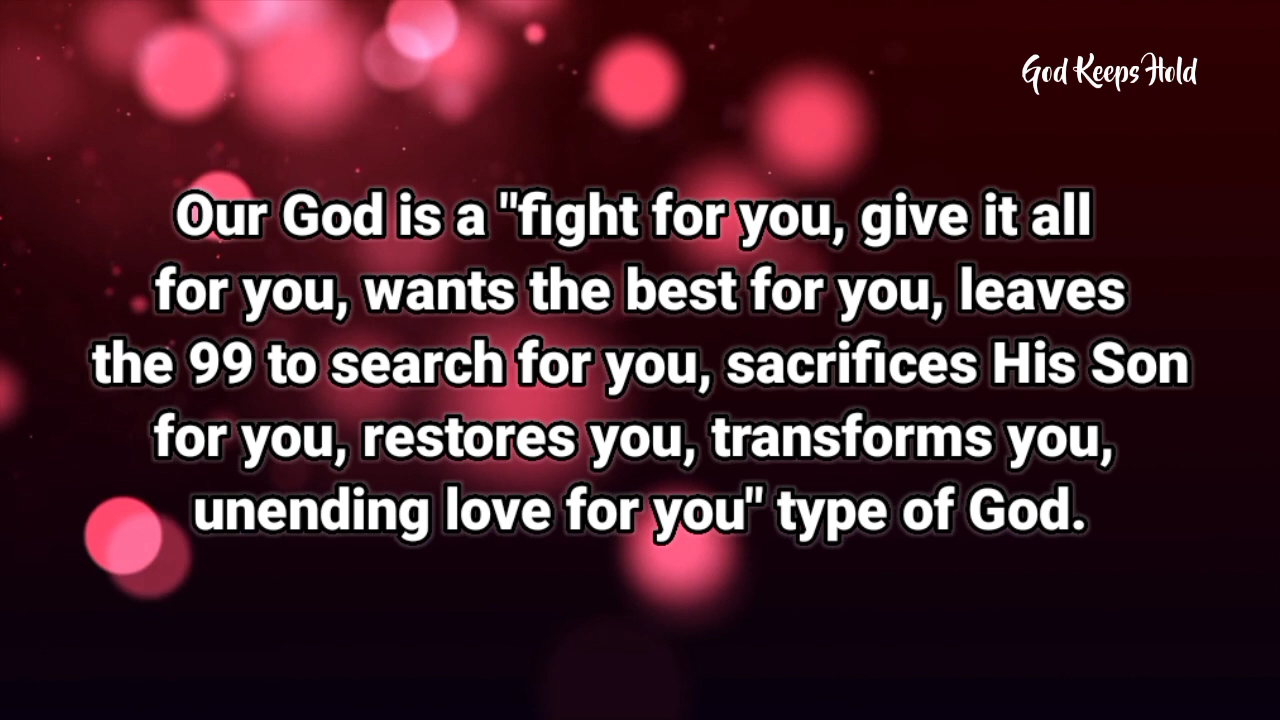 God Keeps Hold
Our God is a "fight for you, give it all
for you, wants the best for you, leaves
the 99 to search for you, sacrifices His Son
for you, restores you, transforms you,
unending love for you" type of God.